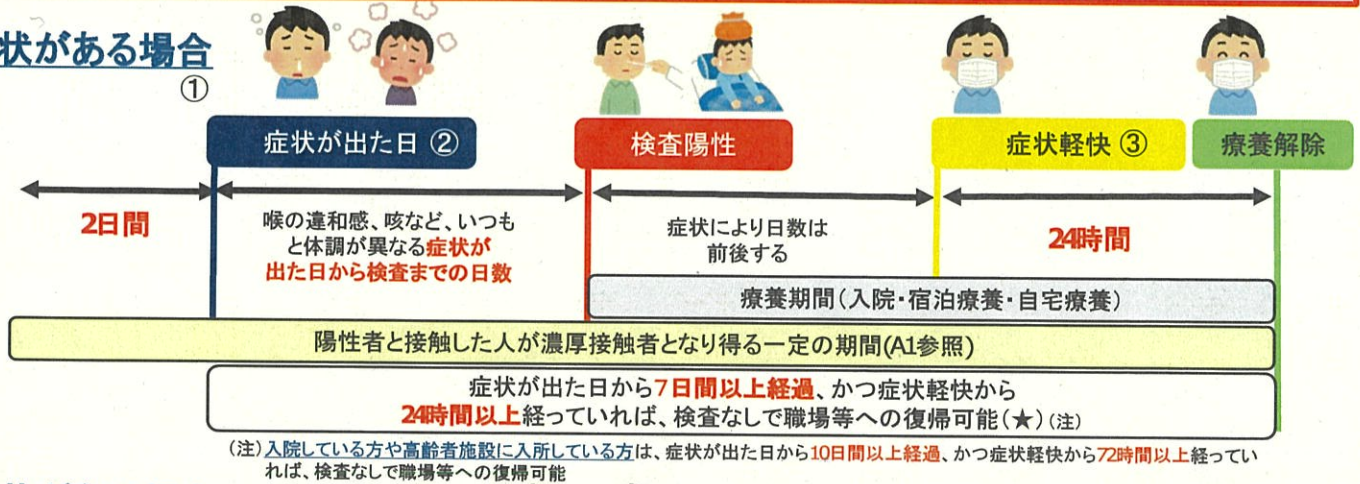 状がある場合
①
症状が出た日 ②
検査陽性
症状軽快 ③
療養解除
2日間
喉の違和感、咳など、いつも
と体調が異なる症状が
出た日から検査までの日数
症状により日数は
前後する
24時間
療養期間(入院・宿泊療養・自宅療養)
陽性者と接触した人が濃厚接触者となり得る一定の期間(A1参照)
症状が出た日から7日間以上経過、かつ症状軽快から
24時間以上経っていれば、検査なしで職場等への復帰可能(★)(注)
(注)入院している方や高齢者施設に入所している方は、症状が出た日から10日間以上経過、かつ症状軽快から72時間以上経ってい
れば、検査なしで職場等への復帰可能